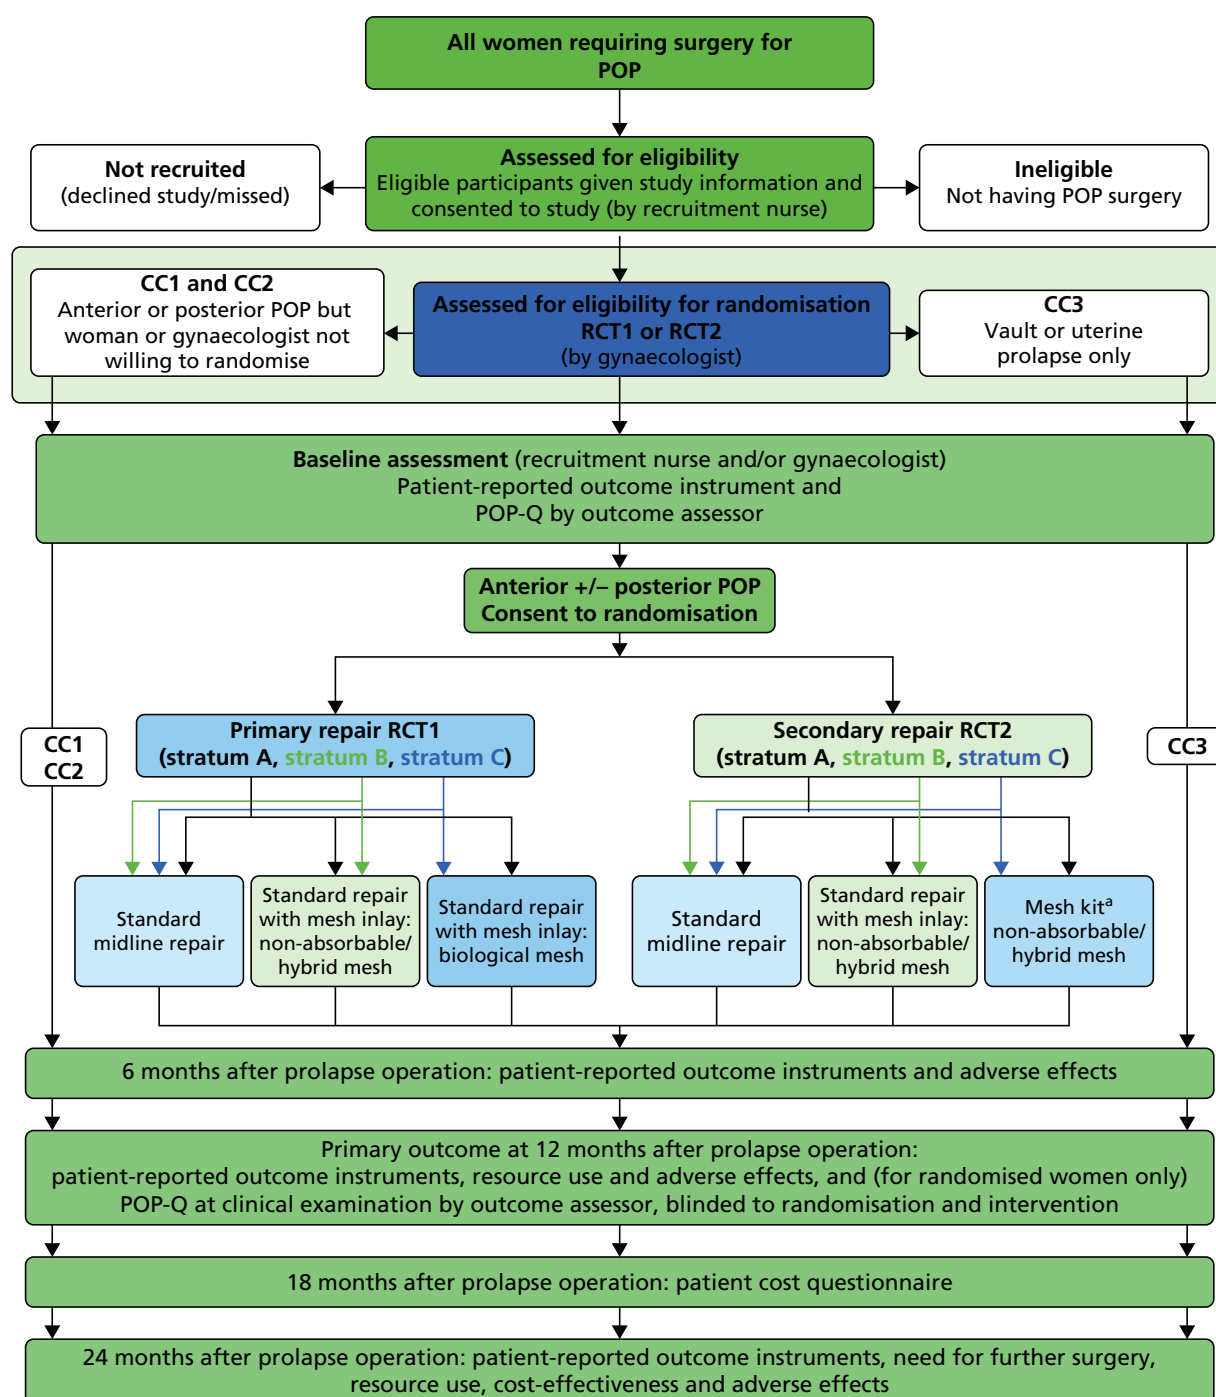 All women requiring surgery for
POP
Assessed for eligibility
Eligible participants given study information and
consented to study (by recruitment nurse)
Not recruited
(declined study/missed)
Ineligible
Not having POP surgery
CC1 and CC2
Anterior or posterior POP but
woman or gynaecologist not
willing to randomise
Assessed for eligibility for randomisation
RCT1 or RCT2
(by gynaecologist)
CC3
Vault or uterine
prolapse only
Baseline assessment (recruitment nurse and/or gynaecologist)
Patient-reported outcome instrument and
POP-Q by outcome assessor
Anterior +/– posterior POP
Consent to randomisation
Primary repair RCT1
(stratum A, stratum B, stratum C)
Secondary repair RCT2
(stratum A, stratum B, stratum C)
CC1
CC2
CC3
Standard
midline repair
Standard repair
with mesh inlay:
non-absorbable/
hybrid mesh
Standard repair
with mesh inlay:
biological mesh
Standard
midline repair
Standard repair
with mesh inlay:
non-absorbable/
hybrid mesh
Mesh kitᵃ
non-absorbable/
hybrid mesh
6 months after prolapse operation: patient-reported outcome instruments and adverse effects
Primary outcome at 12 months after prolapse operation:
patient-reported outcome instruments, resource use and adverse effects, and (for randomised women only)
POP-Q at clinical examination by outcome assessor, blinded to randomisation and intervention
18 months after prolapse operation: patient cost questionnaire
24 months after prolapse operation: patient-reported outcome instruments, need for further surgery,
resource use, cost-effectiveness and adverse effects